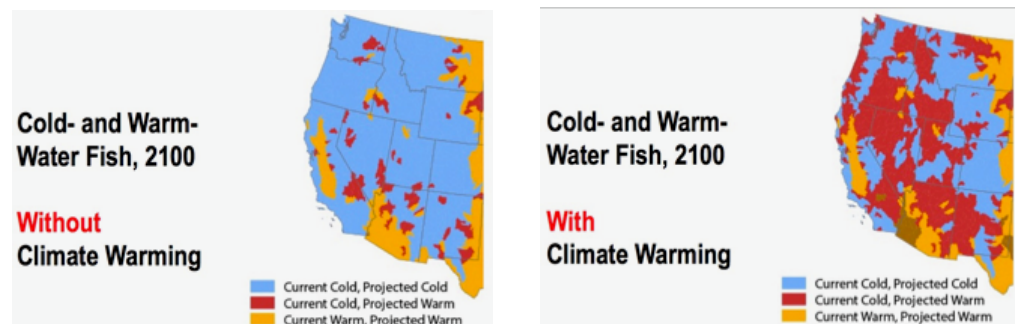 Cold- and Warm-
Water Fish, 2100
Without
Climate Warming
Current Cold, Projected Cold
Current Cold, Projected Warm
Current Warm, Projected Warm
Cold- and Warm-
Water Fish, 2100
With
Climate Warming
Current Cold, Projected Cold
Current Cold, Projected Warm
Current Warm, Projected Warm